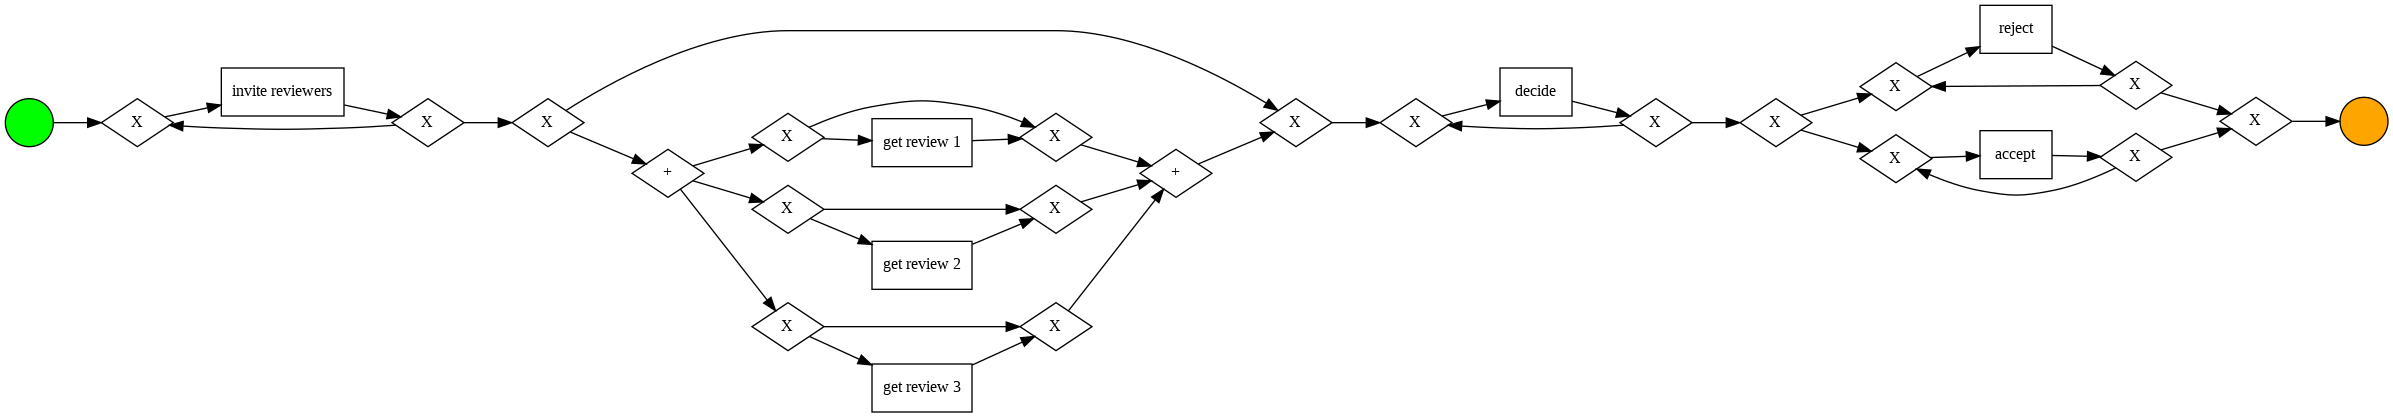 X
invite reviewers
X
X
+
X
get review 1
X
X
get review 2
X
X
get review 3
X
+
X
X
decide
X
X
X
reject
X
X
accept
X
X